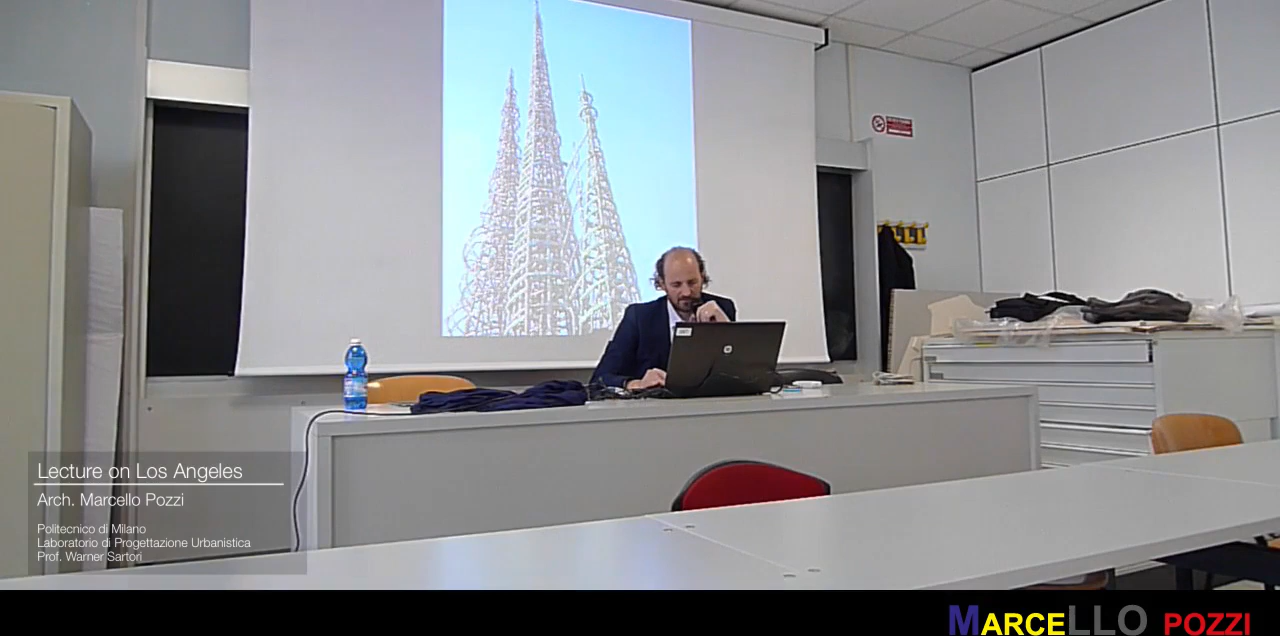 Lecture on Los Angeles
Arch. Marcello Pozzi
Politecnico di Milano
Laboratorio di Progettazione Urbanistica
Prof. Warner Sartori
MARCELLO POZZI